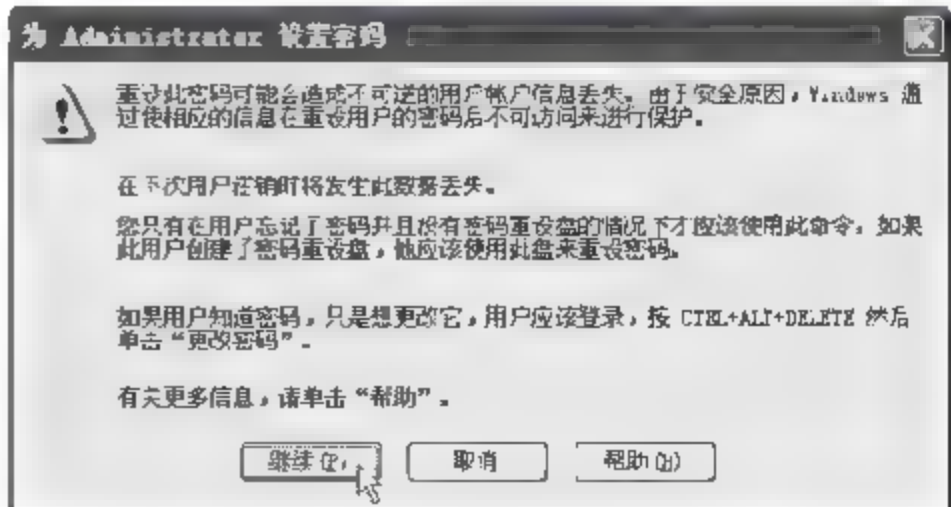 为 Administrator 设置密码
重设此密码可能会造成不可逆的用户帐户信息丢失。由于安全原因，Windows 通
过使相应的信息在重设用户的密码后不可访问来进行保护。
在下次用户注销时将发生此数据丢失。
您只有在用户忘记了密码并且没有密码重设盘的情况下才应该使用此命令。如果
此用户创建了密码重设盘，他应该使用此盘来重设密码。
如果用户知道密码，只是想更改它，用户应该登录，按 CTRL+ALT+DELETE 然后
单击“更改密码”。
有关更多信息，请单击“帮助”。
继续(P) 取消 帮助(H)